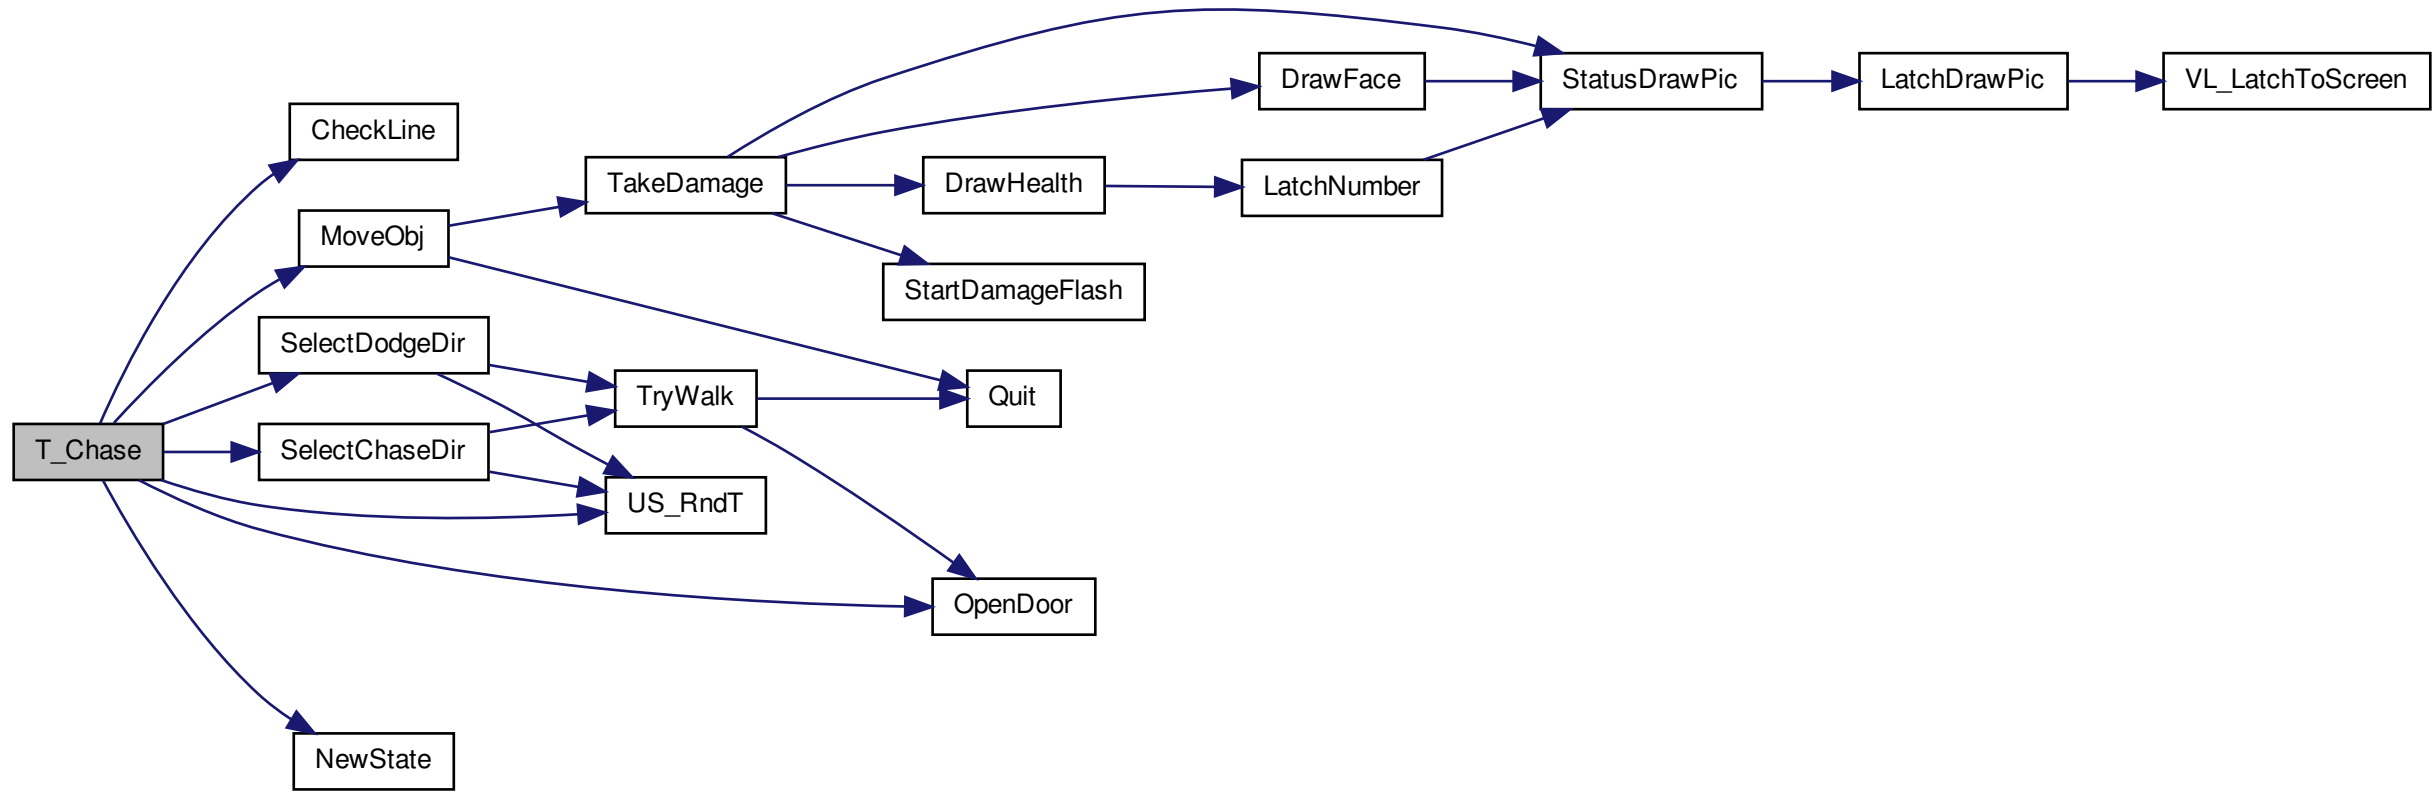 DrawFace
StatusDrawPic
LatchDrawPic
VL_LatchToScreen
CheckLine
TakeDamage
DrawHealth
LatchNumber
MoveObj
StartDamageFlash
SelectDodgeDir
TryWalk
Quit
T_Chase
SelectChaseDir
US_RndT
OpenDoor
NewState